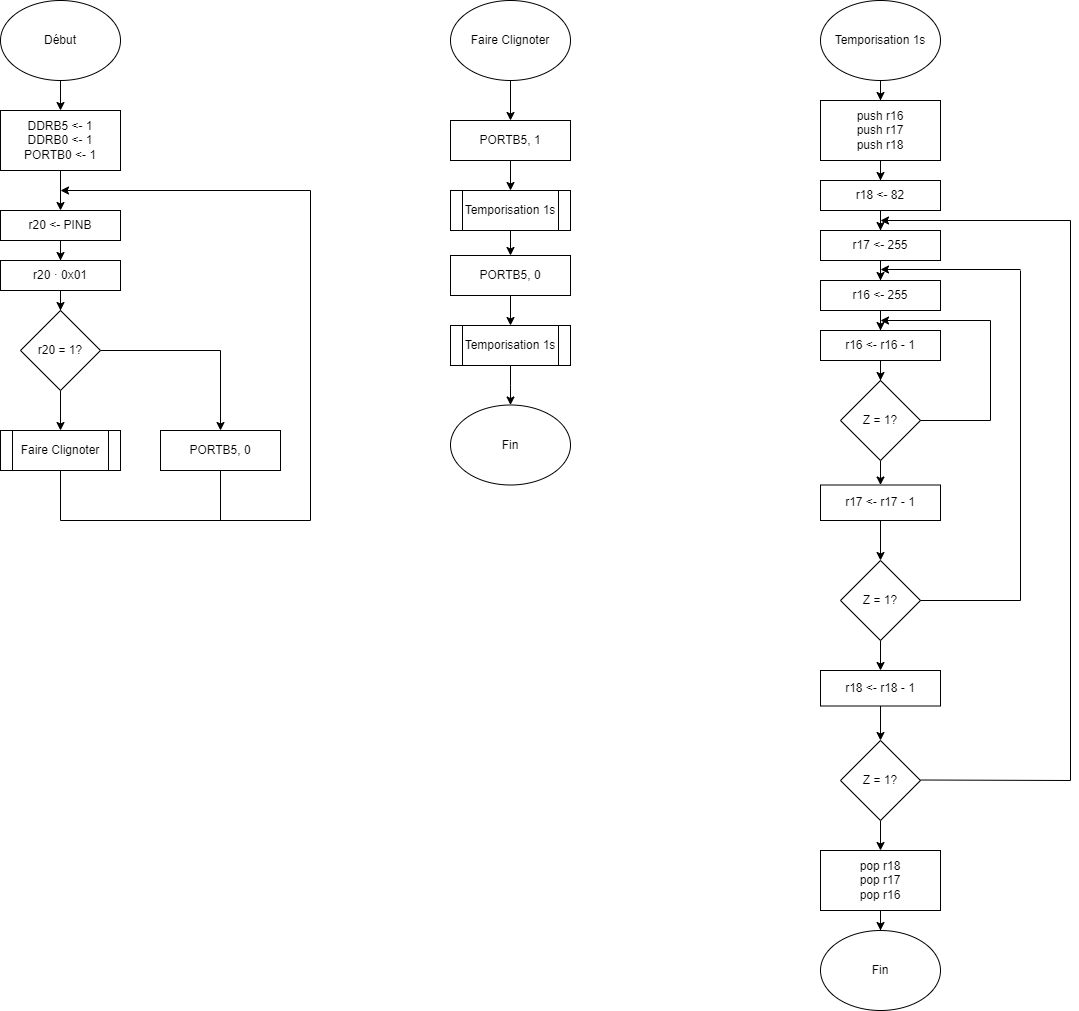 Début
DDRB5 <- 1
DDRB0 <- 1
PORTB0 <- 1
r20 <- PINB
r20 · 0x01
r20 = 1?
Faire Clignoter
PORTB5, 0
Faire Clignoter
PORTB5, 1
Temporisation 1s
PORTB5, 0
Temporisation 1s
Fin
Temporisation 1s
push r16
push r17
push r18
r18 <- 82
r17 <- 255
r16 <- 255
r16 <- r16 - 1
Z = 1?
r17 <- r17 - 1
Z = 1?
r18 <- r18 - 1
Z = 1?
pop r18
pop r17
pop r16
Fin